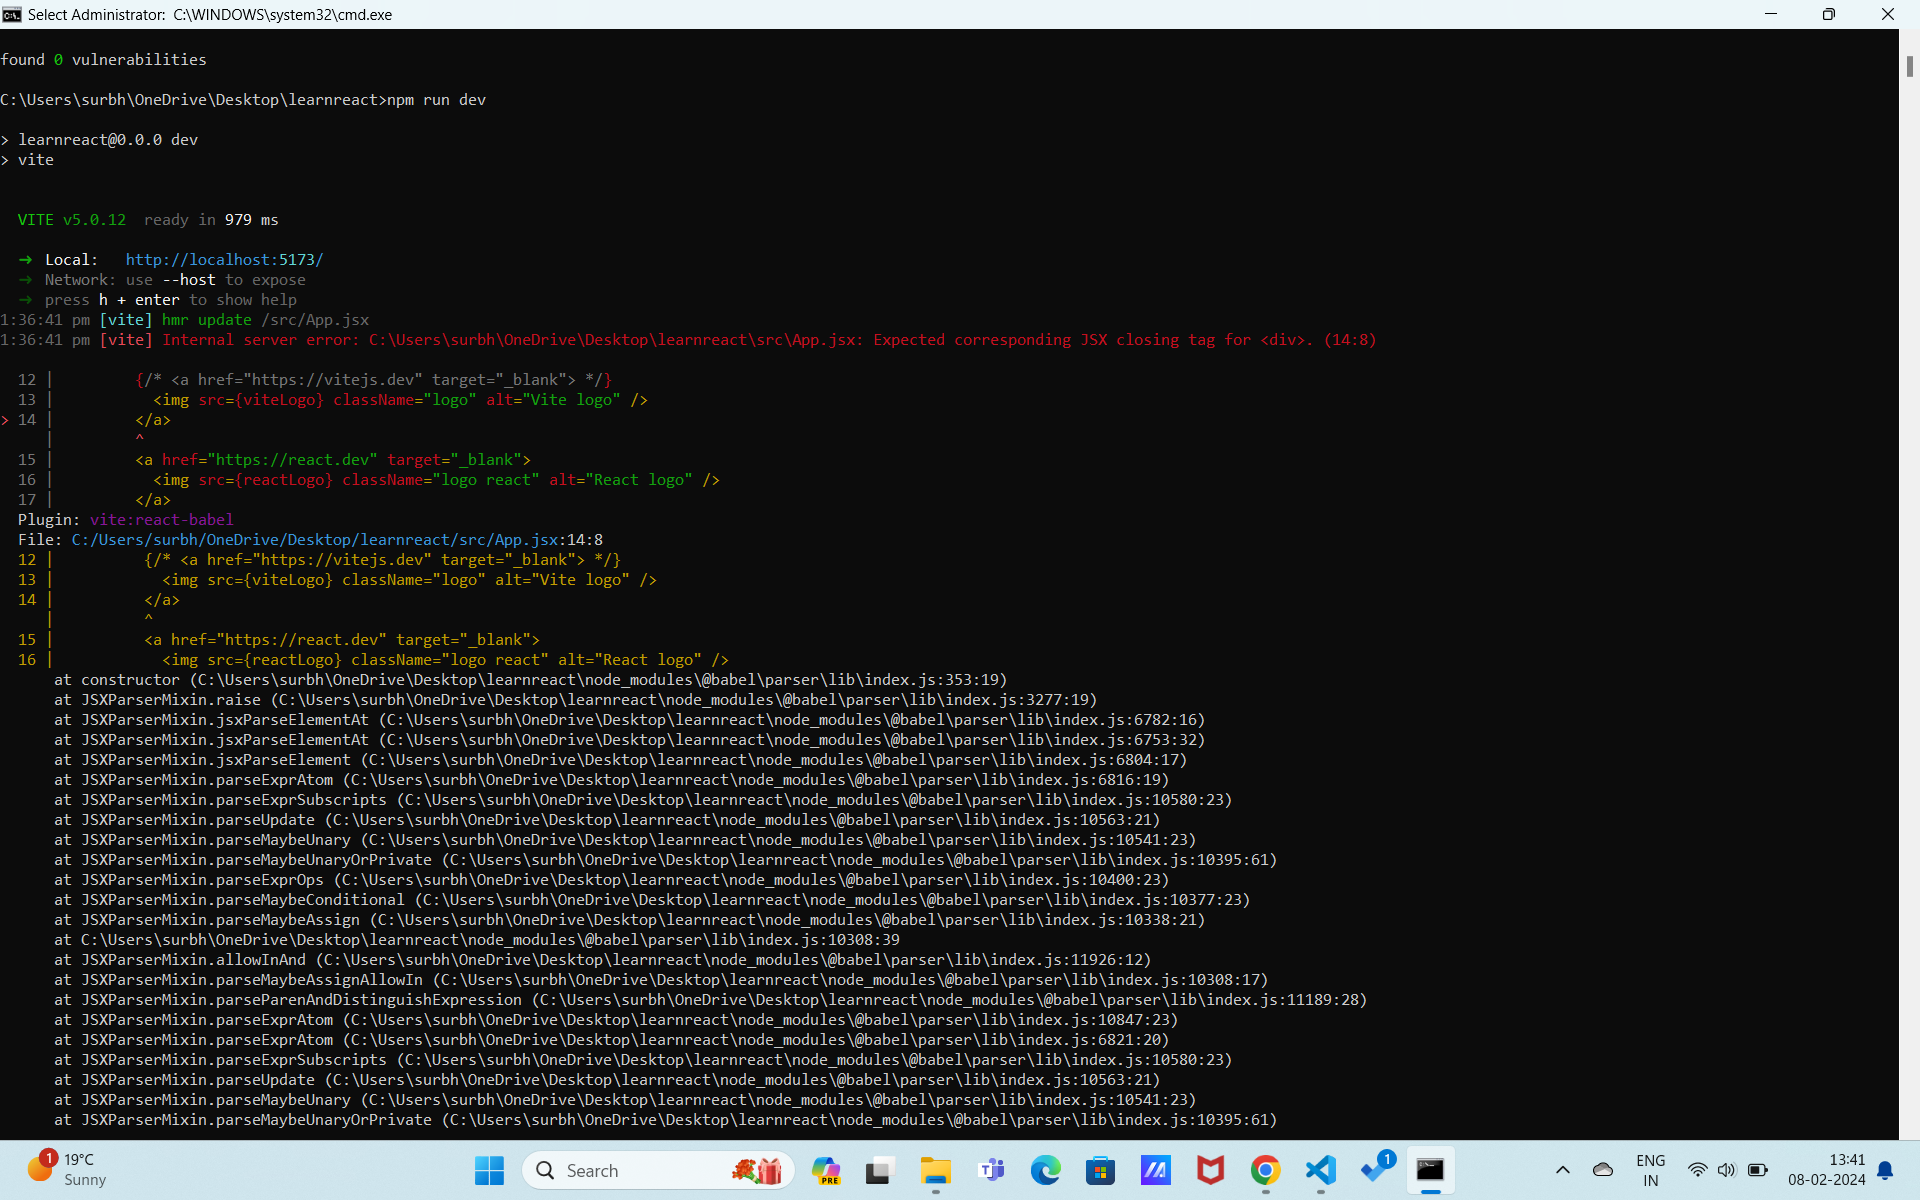 Select Administrator: C:\WINDOWS\system32\cmd.exe
found 0 vulnerabilities
C:\Users\surbh\OneDrive\Desktop\learnreact>npm run dev
> learnreact@0.0.0 dev
> vite
VITE v5.0.12 ready in 979 ms
➜ Local: http://localhost:5173/
➜ Network: use --host to expose
➜ press h + enter to show help
1:36:41 pm [vite] hmr update /src/App.jsx
1:36:41 pm [vite] Internal server error: C:\Users\surbh\OneDrive\Desktop\learnreact\src\App.jsx: Expected corresponding JSX closing tag for <div>. (14:8)
12 | {/* <a href="https://vitejs.dev" target="_blank"> */}
13 | <img src={viteLogo} className="logo" alt="Vite logo" />
> 14 | </a>
| ^
15 | <a href="https://react.dev" target="_blank">
16 | <img src={reactLogo} className="logo react" alt="React logo" />
17 | </a>
Plugin: vite:react-babel
File: C:/Users/surbh/OneDrive/Desktop/learnreact/src/App.jsx:14:8
12 | {/* <a href="https://vitejs.dev" target="_blank"> */}
13 | <img src={viteLogo} className="logo" alt="Vite logo" />
14 | </a>
| ^
15 | <a href="https://react.dev" target="_blank">
16 | <img src={reactLogo} className="logo react" alt="React logo" />
at constructor (C:\Users\surbh\OneDrive\Desktop\learnreact\node_modules\@babel\parser\lib\index.js:353:19)
at JSXParserMixin.raise (C:\Users\surbh\OneDrive\Desktop\learnreact\node_modules\@babel\parser\lib\index.js:3277:19)
at JSXParserMixin.jsxParseElementAt (C:\Users\surbh\OneDrive\Desktop\learnreact\node_modules\@babel\parser\lib\index.js:6782:16)
at JSXParserMixin.jsxParseElementAt (C:\Users\surbh\OneDrive\Desktop\learnreact\node_modules\@babel\parser\lib\index.js:6753:32)
at JSXParserMixin.jsxParseElement (C:\Users\surbh\OneDrive\Desktop\learnreact\node_modules\@babel\parser\lib\index.js:6804:17)
at JSXParserMixin.parseExprAtom (C:\Users\surbh\OneDrive\Desktop\learnreact\node_modules\@babel\parser\lib\index.js:6816:19)
at JSXParserMixin.parseExprSubscripts (C:\Users\surbh\OneDrive\Desktop\learnreact\node_modules\@babel\parser\lib\index.js:10580:23)
at JSXParserMixin.parseUpdate (C:\Users\surbh\OneDrive\Desktop\learnreact\node_modules\@babel\parser\lib\index.js:10563:21)
at JSXParserMixin.parseMaybeUnary (C:\Users\surbh\OneDrive\Desktop\learnreact\node_modules\@babel\parser\lib\index.js:10541:23)
at JSXParserMixin.parseMaybeUnaryOrPrivate (C:\Users\surbh\OneDrive\Desktop\learnreact\node_modules\@babel\parser\lib\index.js:10395:61)
at JSXParserMixin.parseExprOps (C:\Users\surbh\OneDrive\Desktop\learnreact\node_modules\@babel\parser\lib\index.js:10400:23)
at JSXParserMixin.parseMaybeConditional (C:\Users\surbh\OneDrive\Desktop\learnreact\node_modules\@babel\parser\lib\index.js:10377:23)
at JSXParserMixin.parseMaybeAssign (C:\Users\surbh\OneDrive\Desktop\learnreact\node_modules\@babel\parser\lib\index.js:10338:21)
at C:\Users\surbh\OneDrive\Desktop\learnreact\node_modules\@babel\parser\lib\index.js:10308:39
at JSXParserMixin.allowInAnd (C:\Users\surbh\OneDrive\Desktop\learnreact\node_modules\@babel\parser\lib\index.js:11926:12)
at JSXParserMixin.parseMaybeAssignAllowIn (C:\Users\surbh\OneDrive\Desktop\learnreact\node_modules\@babel\parser\lib\index.js:10308:17)
at JSXParserMixin.parseParenAndDistinguishExpression (C:\Users\surbh\OneDrive\Desktop\learnreact\node_modules\@babel\parser\lib\index.js:11189:28)
at JSXParserMixin.parseExprAtom (C:\Users\surbh\OneDrive\Desktop\learnreact\node_modules\@babel\parser\lib\index.js:10847:23)
at JSXParserMixin.parseExprAtom (C:\Users\surbh\OneDrive\Desktop\learnreact\node_modules\@babel\parser\lib\index.js:6821:20)
at JSXParserMixin.parseExprSubscripts (C:\Users\surbh\OneDrive\Desktop\learnreact\node_modules\@babel\parser\lib\index.js:10580:23)
at JSXParserMixin.parseUpdate (C:\Users\surbh\OneDrive\Desktop\learnreact\node_modules\@babel\parser\lib\index.js:10563:21)
at JSXParserMixin.parseMaybeUnary (C:\Users\surbh\OneDrive\Desktop\learnreact\node_modules\@babel\parser\lib\index.js:10541:23)
at JSXParserMixin.parseMaybeUnaryOrPrivate (C:\Users\surbh\OneDrive\Desktop\learnreact\node_modules\@babel\parser\lib\index.js:10395:61)
1
19°C
Sunny
Search
PRE
1
ENG
IN
13:41
08-02-2024